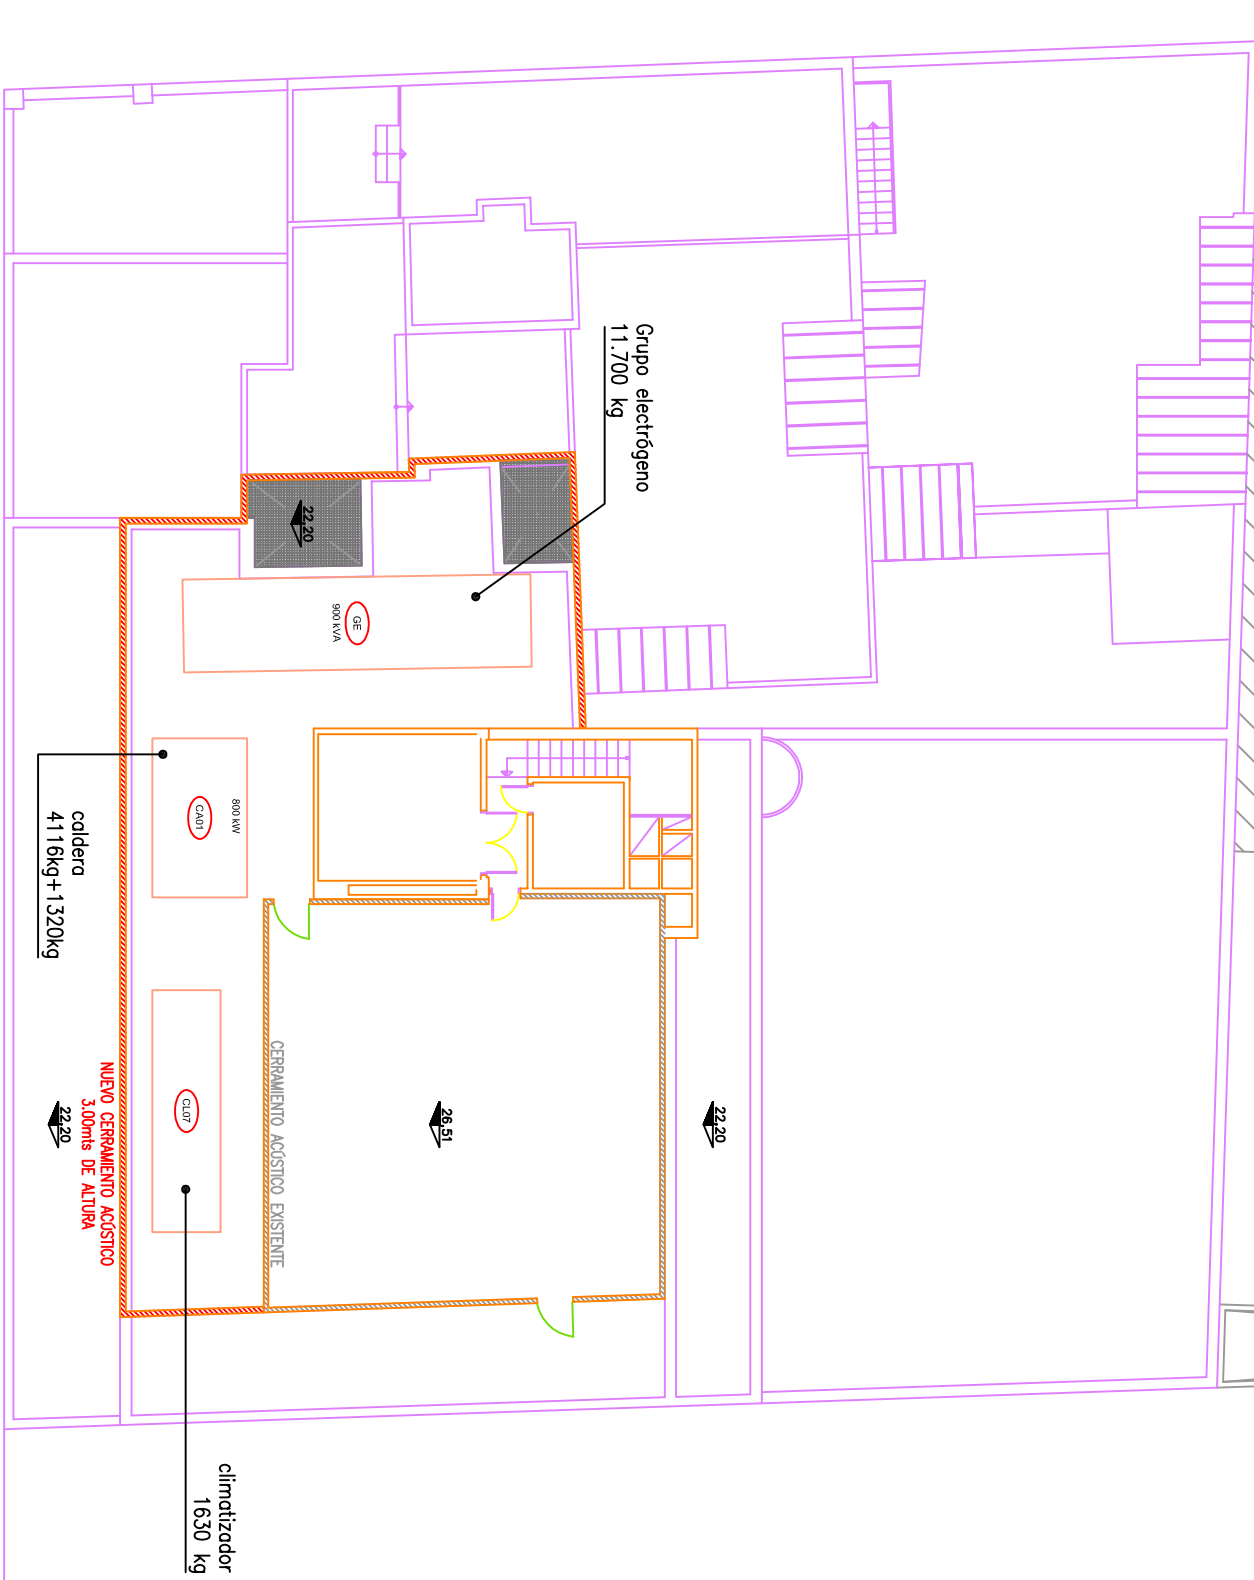 Grupo electrógeno
11.700 kg
22,20
GE
900 kVA
800 kW
CA01
caldera
4116kg+1320kg
CERRAMIENTO ACÚSTICO EXISTENTE
26,51
22,20
CL07
NUEVO CERRAMIENTO ACÚSTICO
3.00mts DE ALTURA
22,20
climatizador
1630 kg